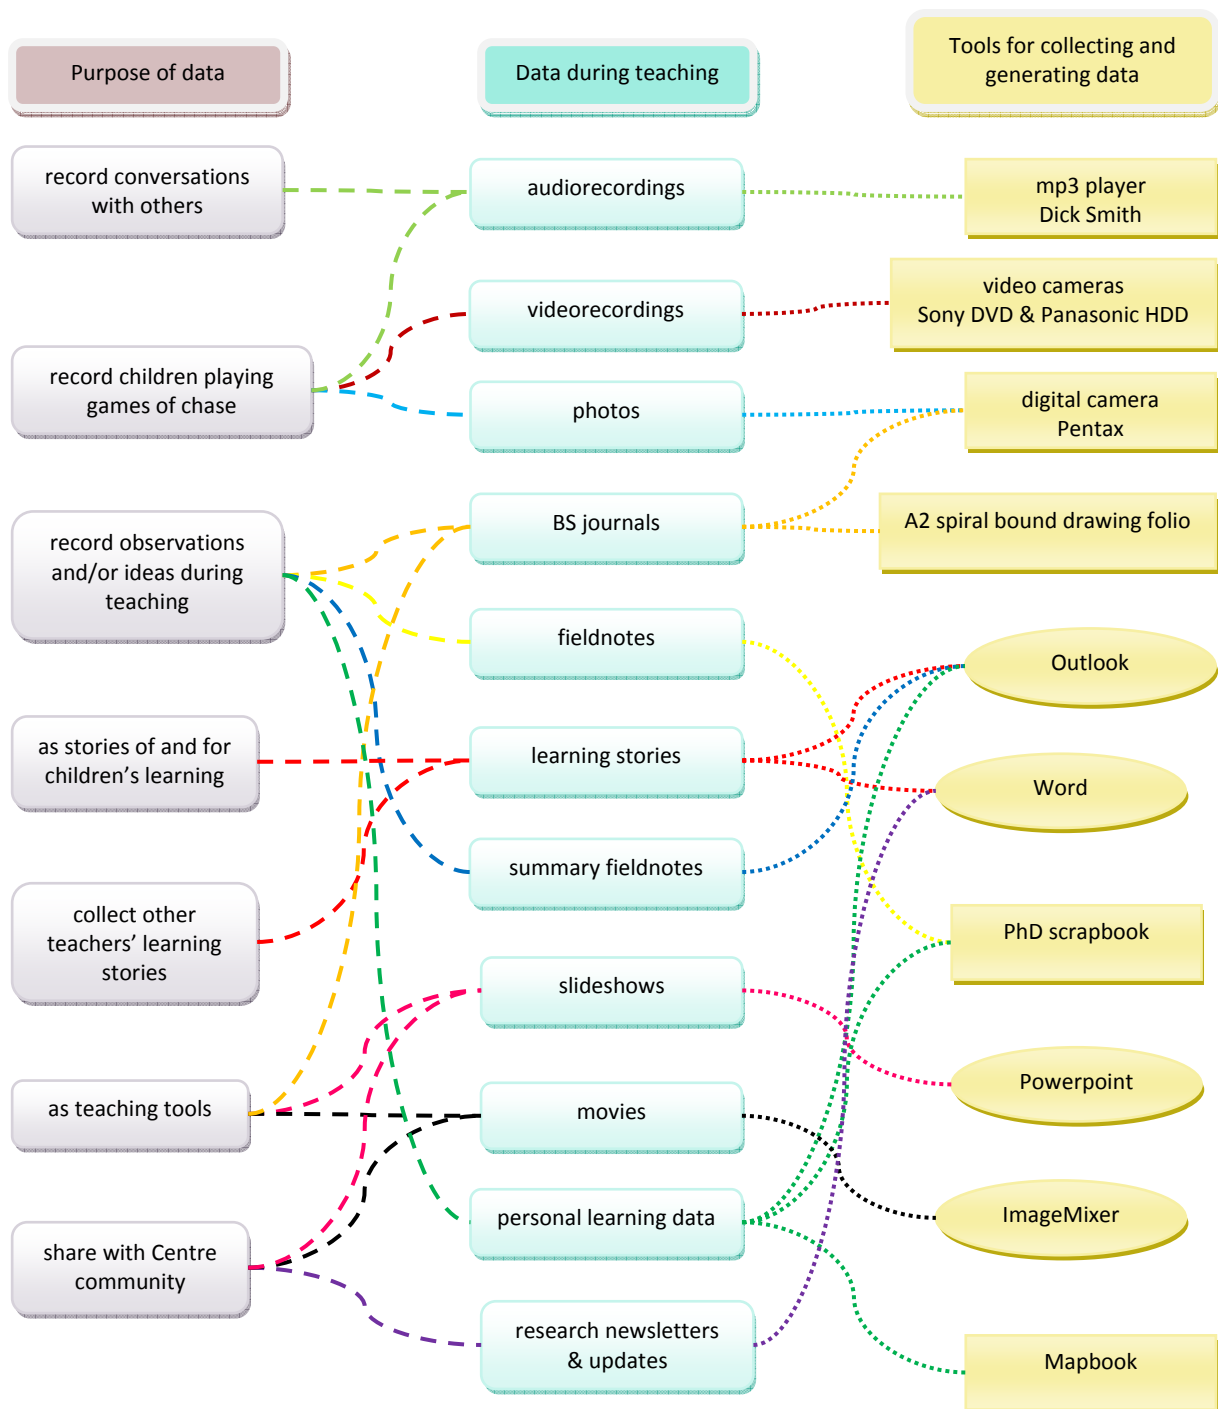 Purpose of data
Data during teaching
Tools for collecting and
generating data
record conversations
with others
audiorecordings
mp3 player
Dick Smith
videorecordings
video cameras
Sony DVD & Panasonic HDD
record children playing
games of chase
photos
digital camera
Pentax
record observations
and/or ideas during
teaching
BS journals
A2 spiral bound drawing folio
fieldnotes
Outlook
as stories of and for
children’s learning
learning stories
Word
summary fieldnotes
collect other
teachers’ learning
stories
PhD scrapbook
slideshows
Powerpoint
as teaching tools
movies
ImageMixer
personal learning data
share with Centre
community
research newsletters
& updates
Mapbook